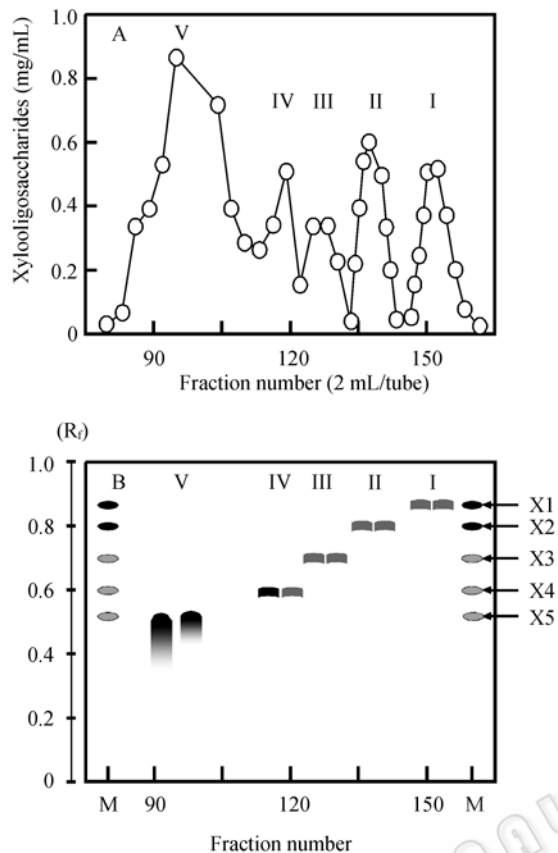 A V
IV III II I
Xylooligosaccharides (mg/mL)
1.0
0.8
0.6
0.4
0.2
0
90 120 150
Fraction number (2 mL/tube)
(Rf)
1.0
0.8
0.6
0.4
0.2
0
B V IV III II I
X1
X2
X3
X4
X5
M 90 120 150 M
Fraction number